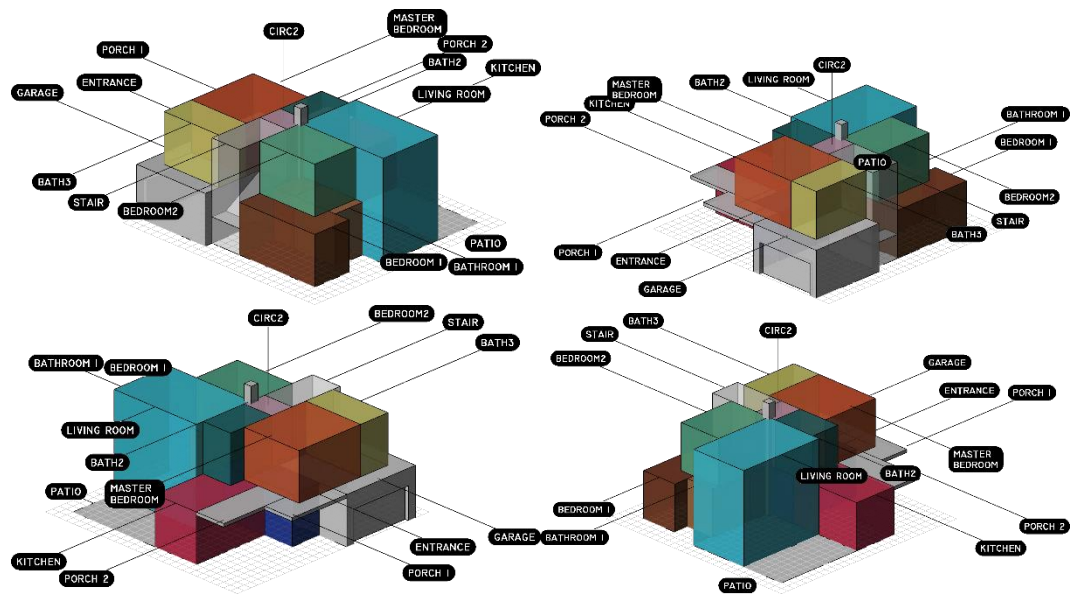 CIRC2
MASTER
BEDROOM
PORCH 1
PORCH 2
BATH2
ENTRANCE
KITCHEN
GARAGE
LIVING ROOM
BATH3
STAIR
BEDROOM2
PATIO
BEDROOM 1
BATHROOM 1
CIRC2
LIVING ROOM
BATH2
MASTER
BEDROOM
KITCHEN
PORCH 2
BATHROOM 1
BEDROOM 1
PATIO
BEDROOM2
STAIR
BATH3
PORCH 1
ENTRANCE
GARAGE
BEDROOM2
CIRC2
STAIR
BATH3
BATHROOM 1
BEDROOM 1
LIVING ROOM
BATH2
PATIO
MASTER
BEDROOM
KITCHEN
PORCH 2
GARAGE
ENTRANCE
PORCH 1
BATH3
CIRC2
STAIR
BEDROOM2
GARAGE
ENTRANCE
PORCH 1
MASTER
BEDROOM
LIVING ROOM
BATH2
BEDROOM 1
BATHROOM 1
PORCH 2
KITCHEN
PATIO